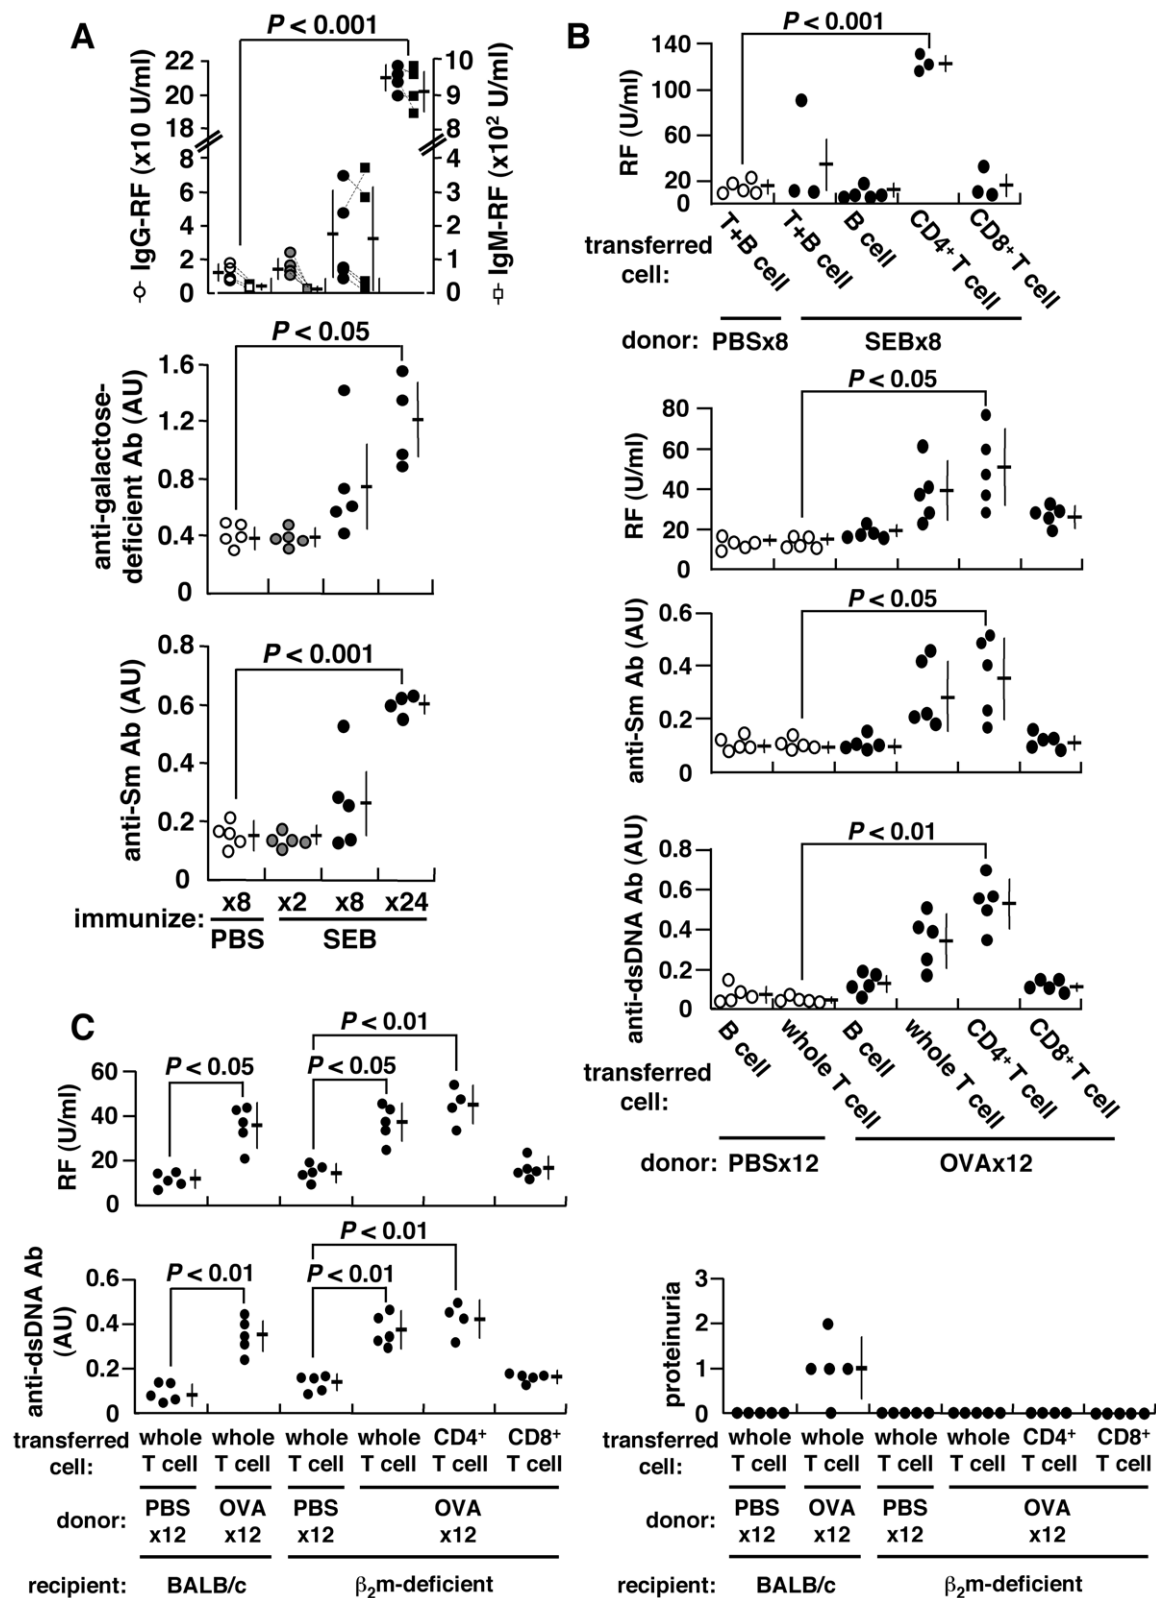 A
P < 0.001
IgG-RF (x10 U/ml)
22
20
18
8
6
4
2
0
10
9
8
4
3
2
1
0
IgM-RF (x10² U/ml)
P < 0.05
anti-galactose-
deficient Ab (AU)
1.6
1.2
0.8
0.4
0
P < 0.001
anti-Sm Ab (AU)
0.8
0.6
0.4
0.2
0
immunize: x8 x2 x8 x24
PBS SEB
B
P < 0.001
RF (U/ml)
140
100
60
20
0
transferred
cell:
T+B cell
T+B cell
B cell
CD4⁺ T cell
CD8⁺ T cell
donor: PBSx8 SEBx8
P < 0.05
RF (U/ml)
80
60
40
20
0
P < 0.05
anti-Sm Ab (AU)
0.6
0.4
0.2
0
P < 0.01
anti-dsDNA Ab (AU)
0.8
0.6
0.4
0.2
0
transferred
cell:
B cell
whole T cell
B cell
whole T cell
CD4⁺ T cell
CD8⁺ T cell
donor: PBSx12 OVAx12
C
P < 0.01
P < 0.05 P < 0.05
RF (U/ml)
60
40
20
0
P < 0.01
P < 0.01 P < 0.01
anti-dsDNA Ab
(AU)
0.6
0.4
0.2
0
transferred whole whole whole whole CD4⁺ CD8⁺
cell: T cell T cell T cell T cell T cell T cell
donor: PBS OVA PBS OVA
x12 x12 x12 x12
recipient: BALB/c β₂m-deficient
proteinuria
3
2
1
0
transferred whole whole whole whole CD4⁺ CD8⁺
cell: T cell T cell T cell T cell T cell T cell
donor: PBS OVA PBS OVA
x12 x12 x12 x12
recipient: BALB/c β₂m-deficient